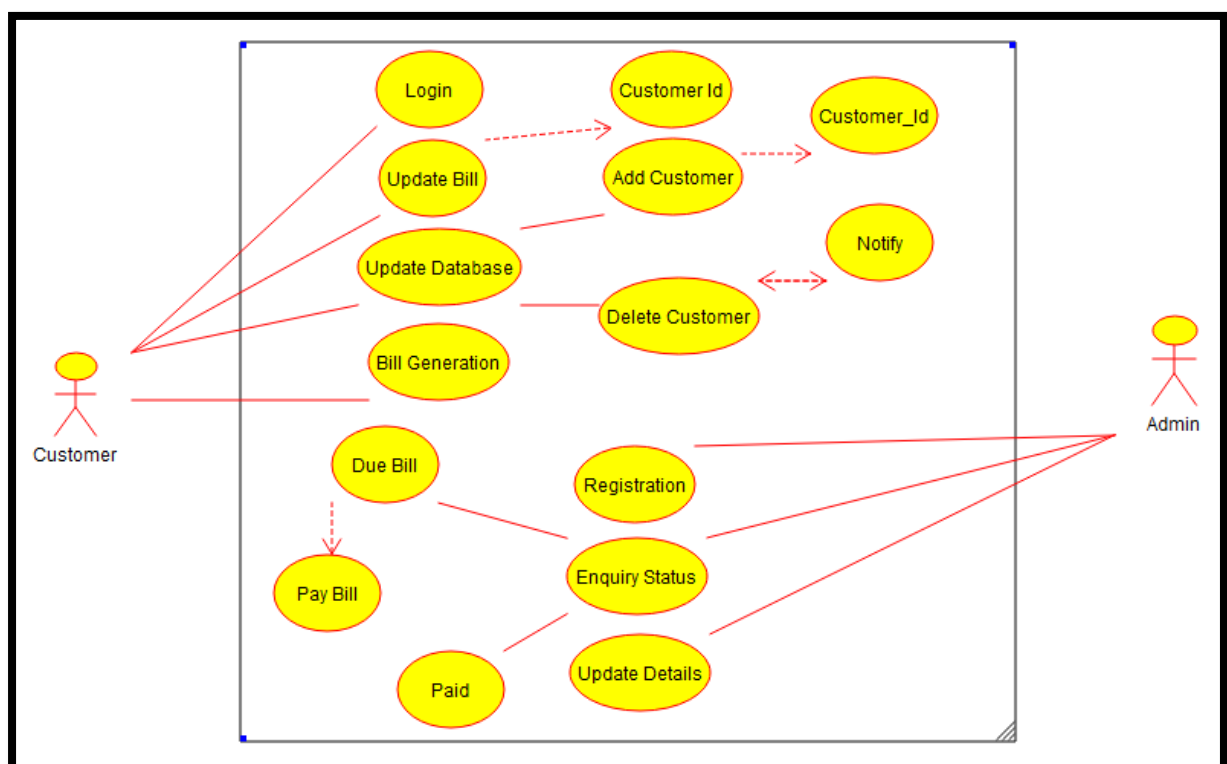 Login
Customer Id
Customer_Id
Update Bill
Add Customer
Notify
Update Database
Delete Customer
Bill Generation
Admin
Customer
Due Bill
Registration
Enquiry Status
Pay Bill
Update Details
Paid